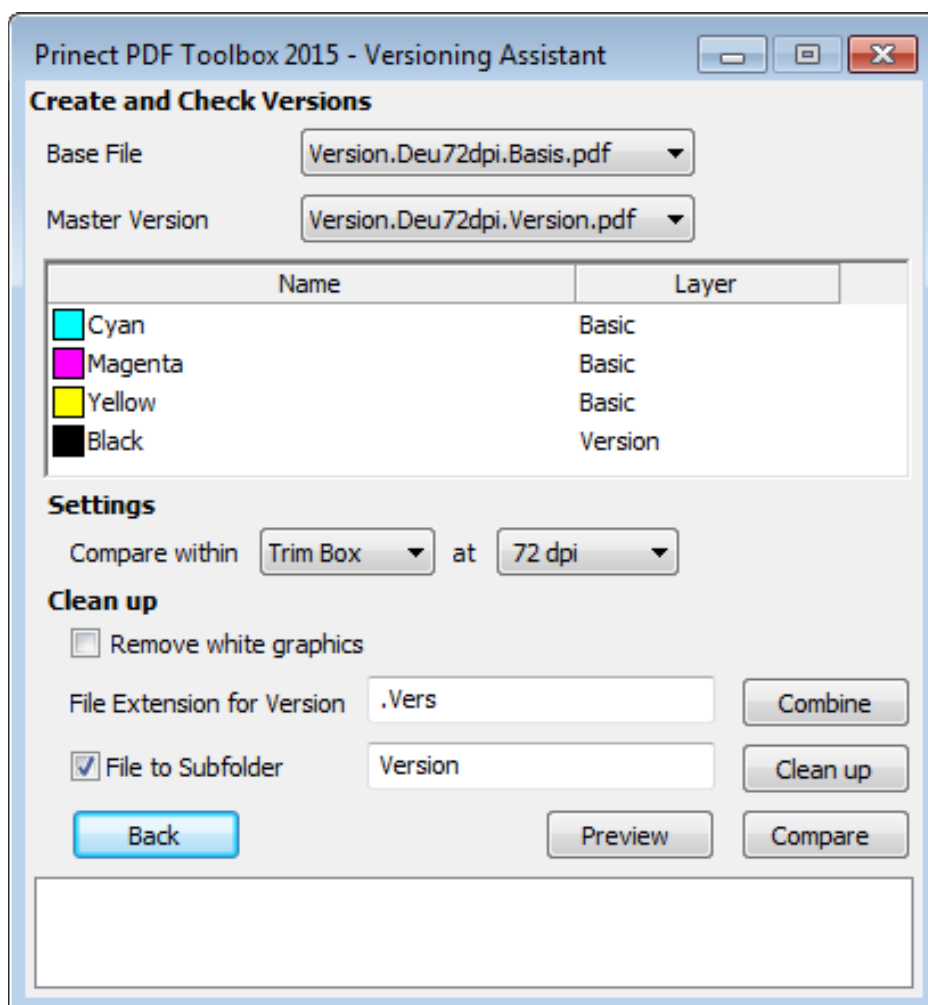 Prinect PDF Toolbox 2015 - Versioning Assistant
Create and Check Versions
Base File Version.Deu72dpi.Basis.pdf
Master Version Version.Deu72dpi.Version.pdf
Name Layer
Cyan Basic
Magenta Basic
Yellow Basic
Black Version
Settings
Compare within Trim Box at 72 dpi
Clean up
Remove white graphics
File Extension for Version .Vers Combine
File to Subfolder Version Clean up
Back Preview Compare